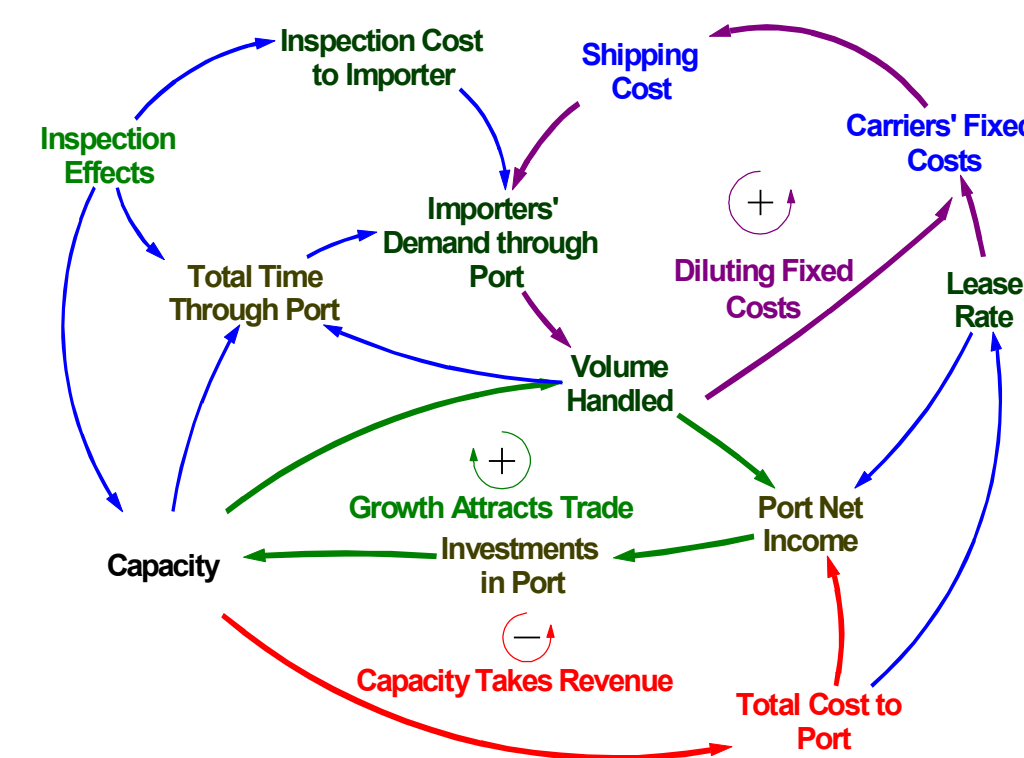 Inspection Cost
to Importer
Shipping
Cost
Carriers' Fixed
Costs
Inspection
Effects
Importers'
Demand through
Port
+
Diluting Fixed
Costs
Total Time
Through Port
Lease
Rate
Volume
Handled
+
Growth Attracts Trade
Port Net
Income
Investments
in Port
Capacity
−
Capacity Takes Revenue
Total Cost to
Port